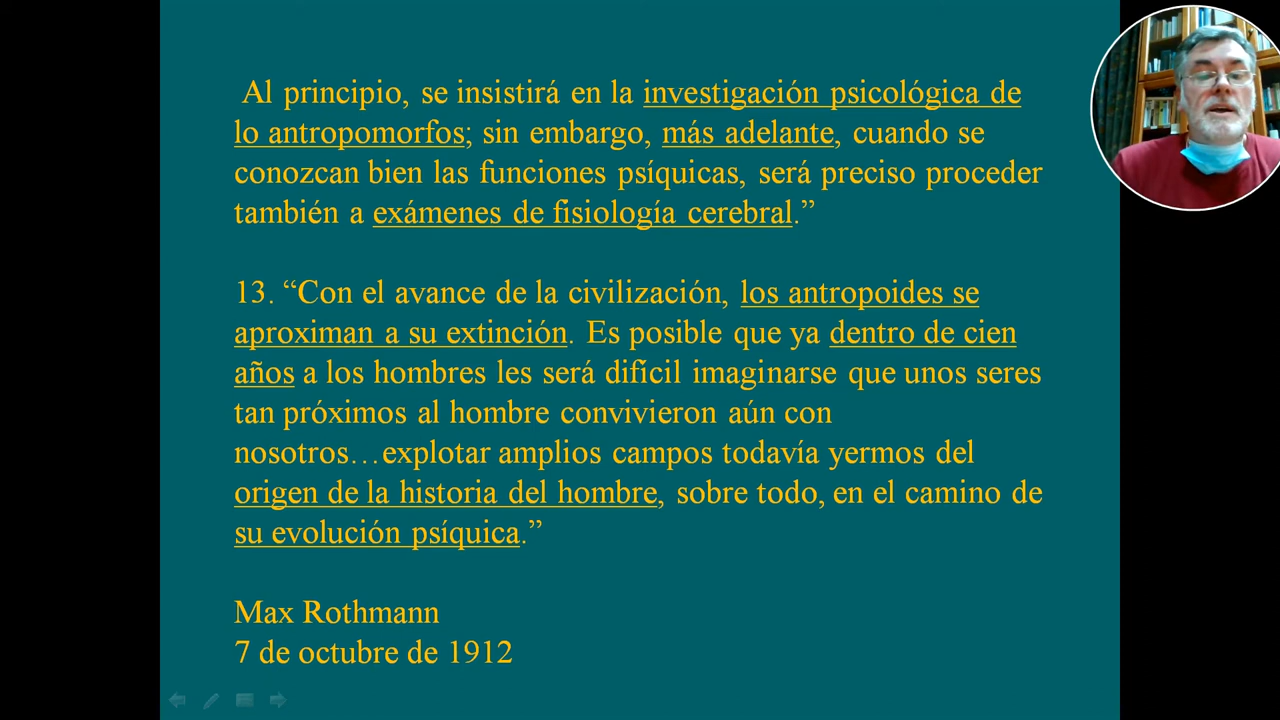 Al principio, se insistirá en la investigación psicológica de
lo antropomorfos; sin embargo, más adelante, cuando se
conozcan bien las funciones psíquicas, será preciso proceder
también a exámenes de fisiología cerebral.”
13. “Con el avance de la civilización, los antropoides se
aproximan a su extinción. Es posible que ya dentro de cien
años a los hombres les será difícil imaginarse que unos seres
tan próximos al hombre convivieron aún con
nosotros…explotar amplios campos todavía yermos del
origen de la historia del hombre, sobre todo, en el camino de
su evolución psíquica.”
Max Rothmann
7 de octubre de 1912